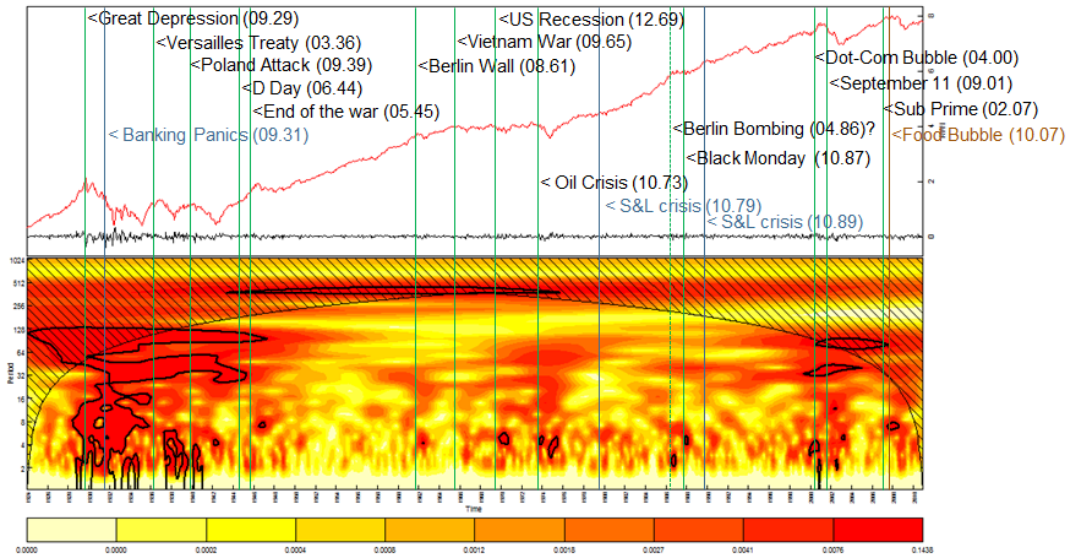 <Great Depression (09.29)
<US Recession (12.69)
<Versailles Treaty (03.36)
<Vietnam War (09.65)
<Poland Attack (09.39)
<Berlin Wall (08.61)
<Dot-Com Bubble (04.00)
<D Day (06.44)
<September 11 (09.01)
<End of the war (05.45)
<Sub Prime (02.07)
< Banking Panics (09.31)
<Berlin Bombing (04.86)?
<Food Bubble (10.07)
<Black Monday (10.87)
<Oil Crisis (10.73)
< S&L crisis (10.79)
< S&L crisis (10.89)
8
6
4
2
0
1024
512
256
128
64
32
16
8
4
2
Period
Time
0.0000 0.0000 0.0002 0.0004 0.0008 0.0012 0.0018 0.0027 0.0041 0.0076 0.1438